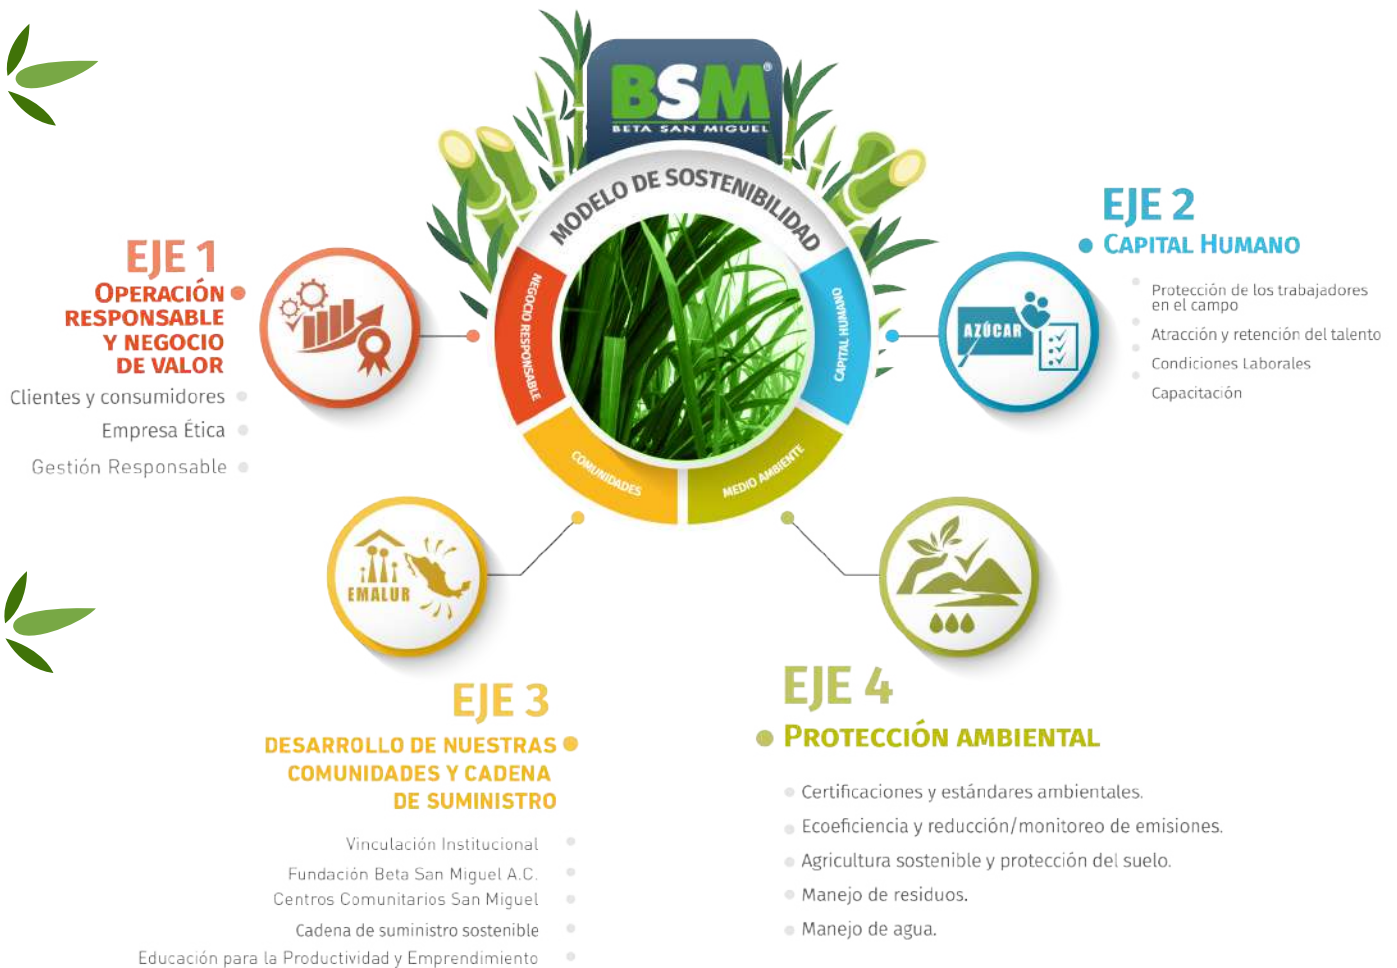 BSM®
BETA SAN MIGUEL
MODELO DE SOSTENIBILIDAD
NEGOCIO RESPONSABLE
CAPITAL HUMANO
COMUNIDADES
MEDIO AMBIENTE
EJE 1
OPERACIÓN
RESPONSABLE
Y NEGOCIO
DE VALOR
Clientes y consumidores
Empresa Ética
Gestión Responsable
EJE 2
CAPITAL HUMANO
AZÚCAR
Protección de los trabajadores
en el campo
Atracción y retención del talento
Condiciones Laborales
Capacitación
EMALUR
EJE 3
DESARROLLO DE NUESTRAS
COMUNIDADES Y CADENA
DE SUMINISTRO
Vinculación Institucional
Fundación Beta San Miguel A.C.
Centros Comunitarios San Miguel
Cadena de suministro sostenible
Educación para la Productividad y Emprendimiento
EJE 4
PROTECCIÓN AMBIENTAL
Certificaciones y estándares ambientales.
Ecoeficiencia y reducción/monitoreo de emisiones.
Agricultura sostenible y protección del suelo.
Manejo de residuos.
Manejo de agua.